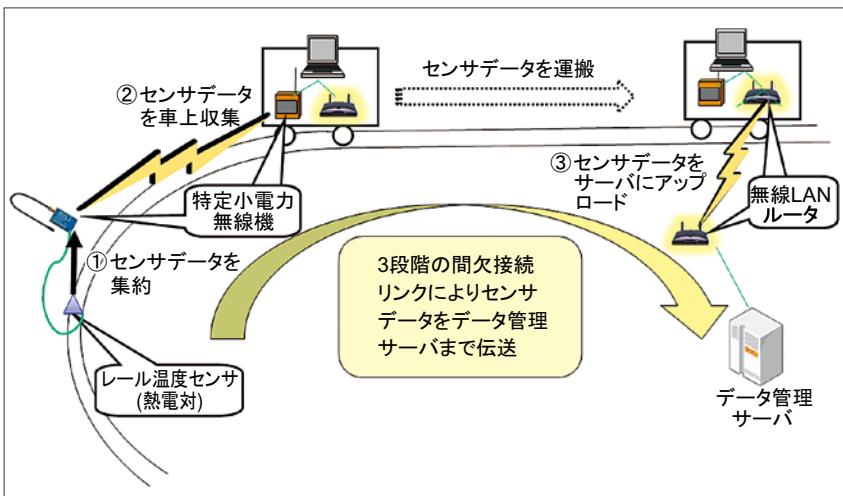 ②センサデータ
を車上収集
センサデータを運搬
③センサデータを
サーバにアップ
ロード
無線LAN
ルータ
特定小電力
無線機
①センサデータを
集約
3段階の間欠接続
リンクによりセンサ
データをデータ管理
サーバまで伝送
レール温度センサ
(熱電対)
データ管理
サーバ